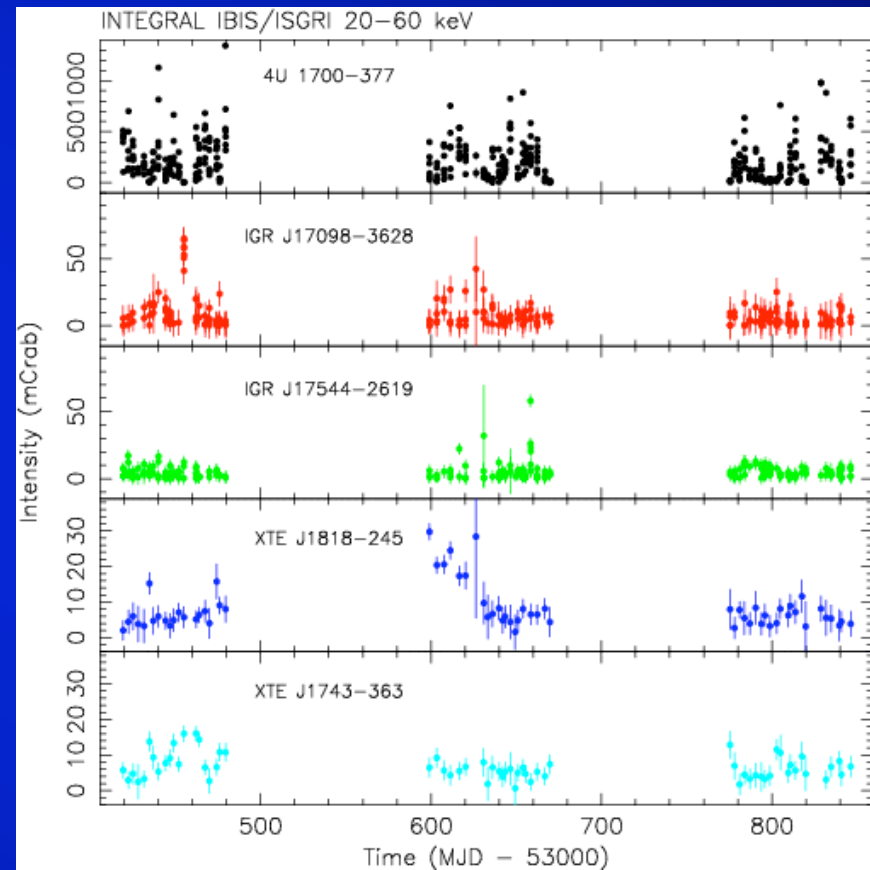 INTEGRAL IBIS/ISGRI 20−60 keV
4U 1700−377
1000
500
0
IGR J17098−3628
50
0
IGR J17544−2619
50
0
XTE J1818−245
30
20
10
0
XTE J1743−363
30
20
10
0
Intensity (mCrab)
500 600 700 800
Time (MJD − 53000)